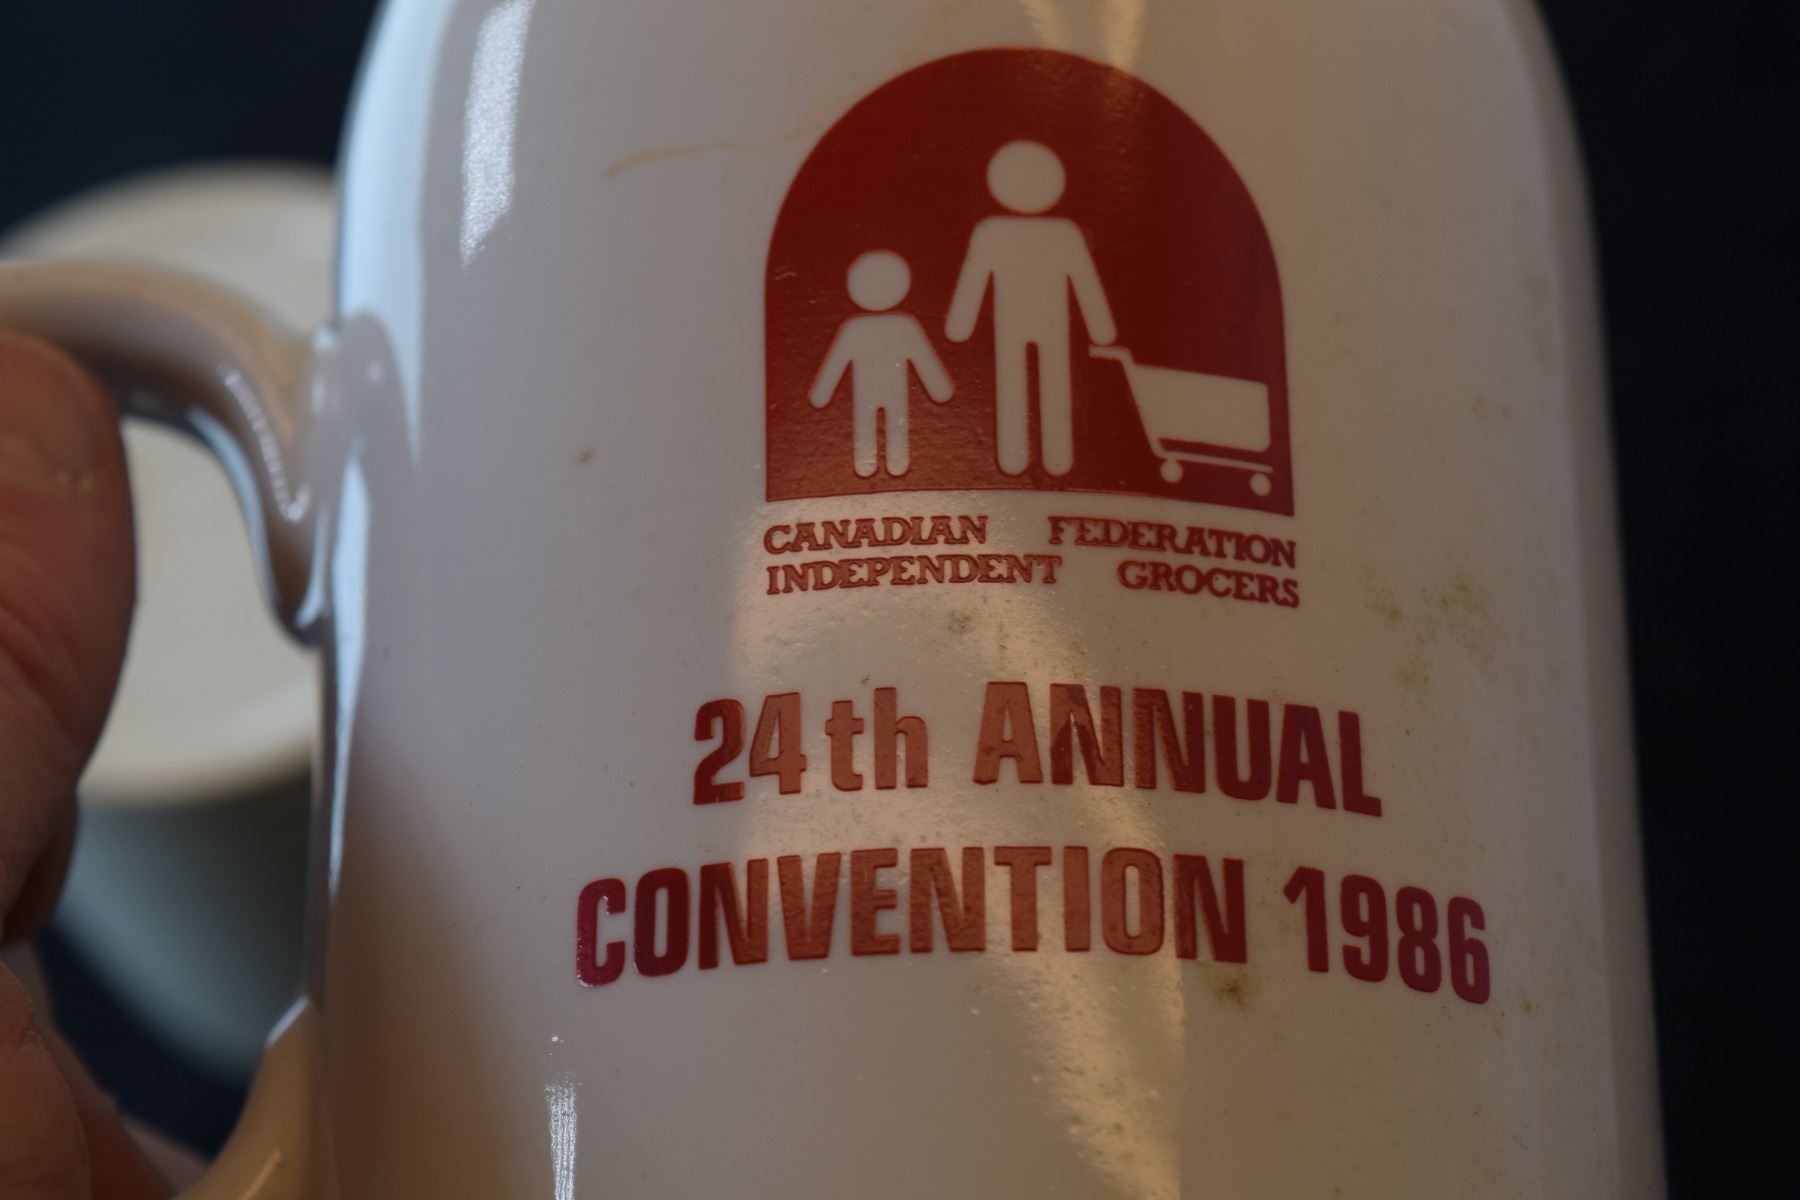 CANADIAN FEDERATION
INDEPENDENT GROCERS
24th ANNUAL
CONVENTION 1986